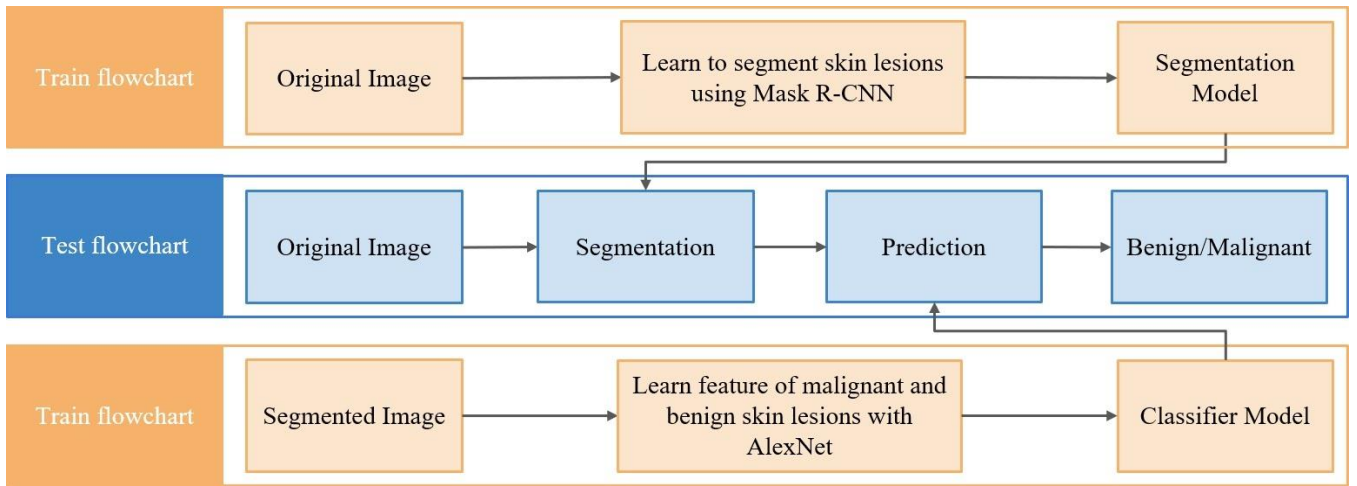 Train flowchart
Original Image
Learn to segment skin lesions
using Mask R-CNN
Segmentation
Model
Test flowchart
Original Image
Segmentation
Prediction
Benign/Malignant
Train flowchart
Segmented Image
Learn feature of malignant and
benign skin lesions with
AlexNet
Classifier Model